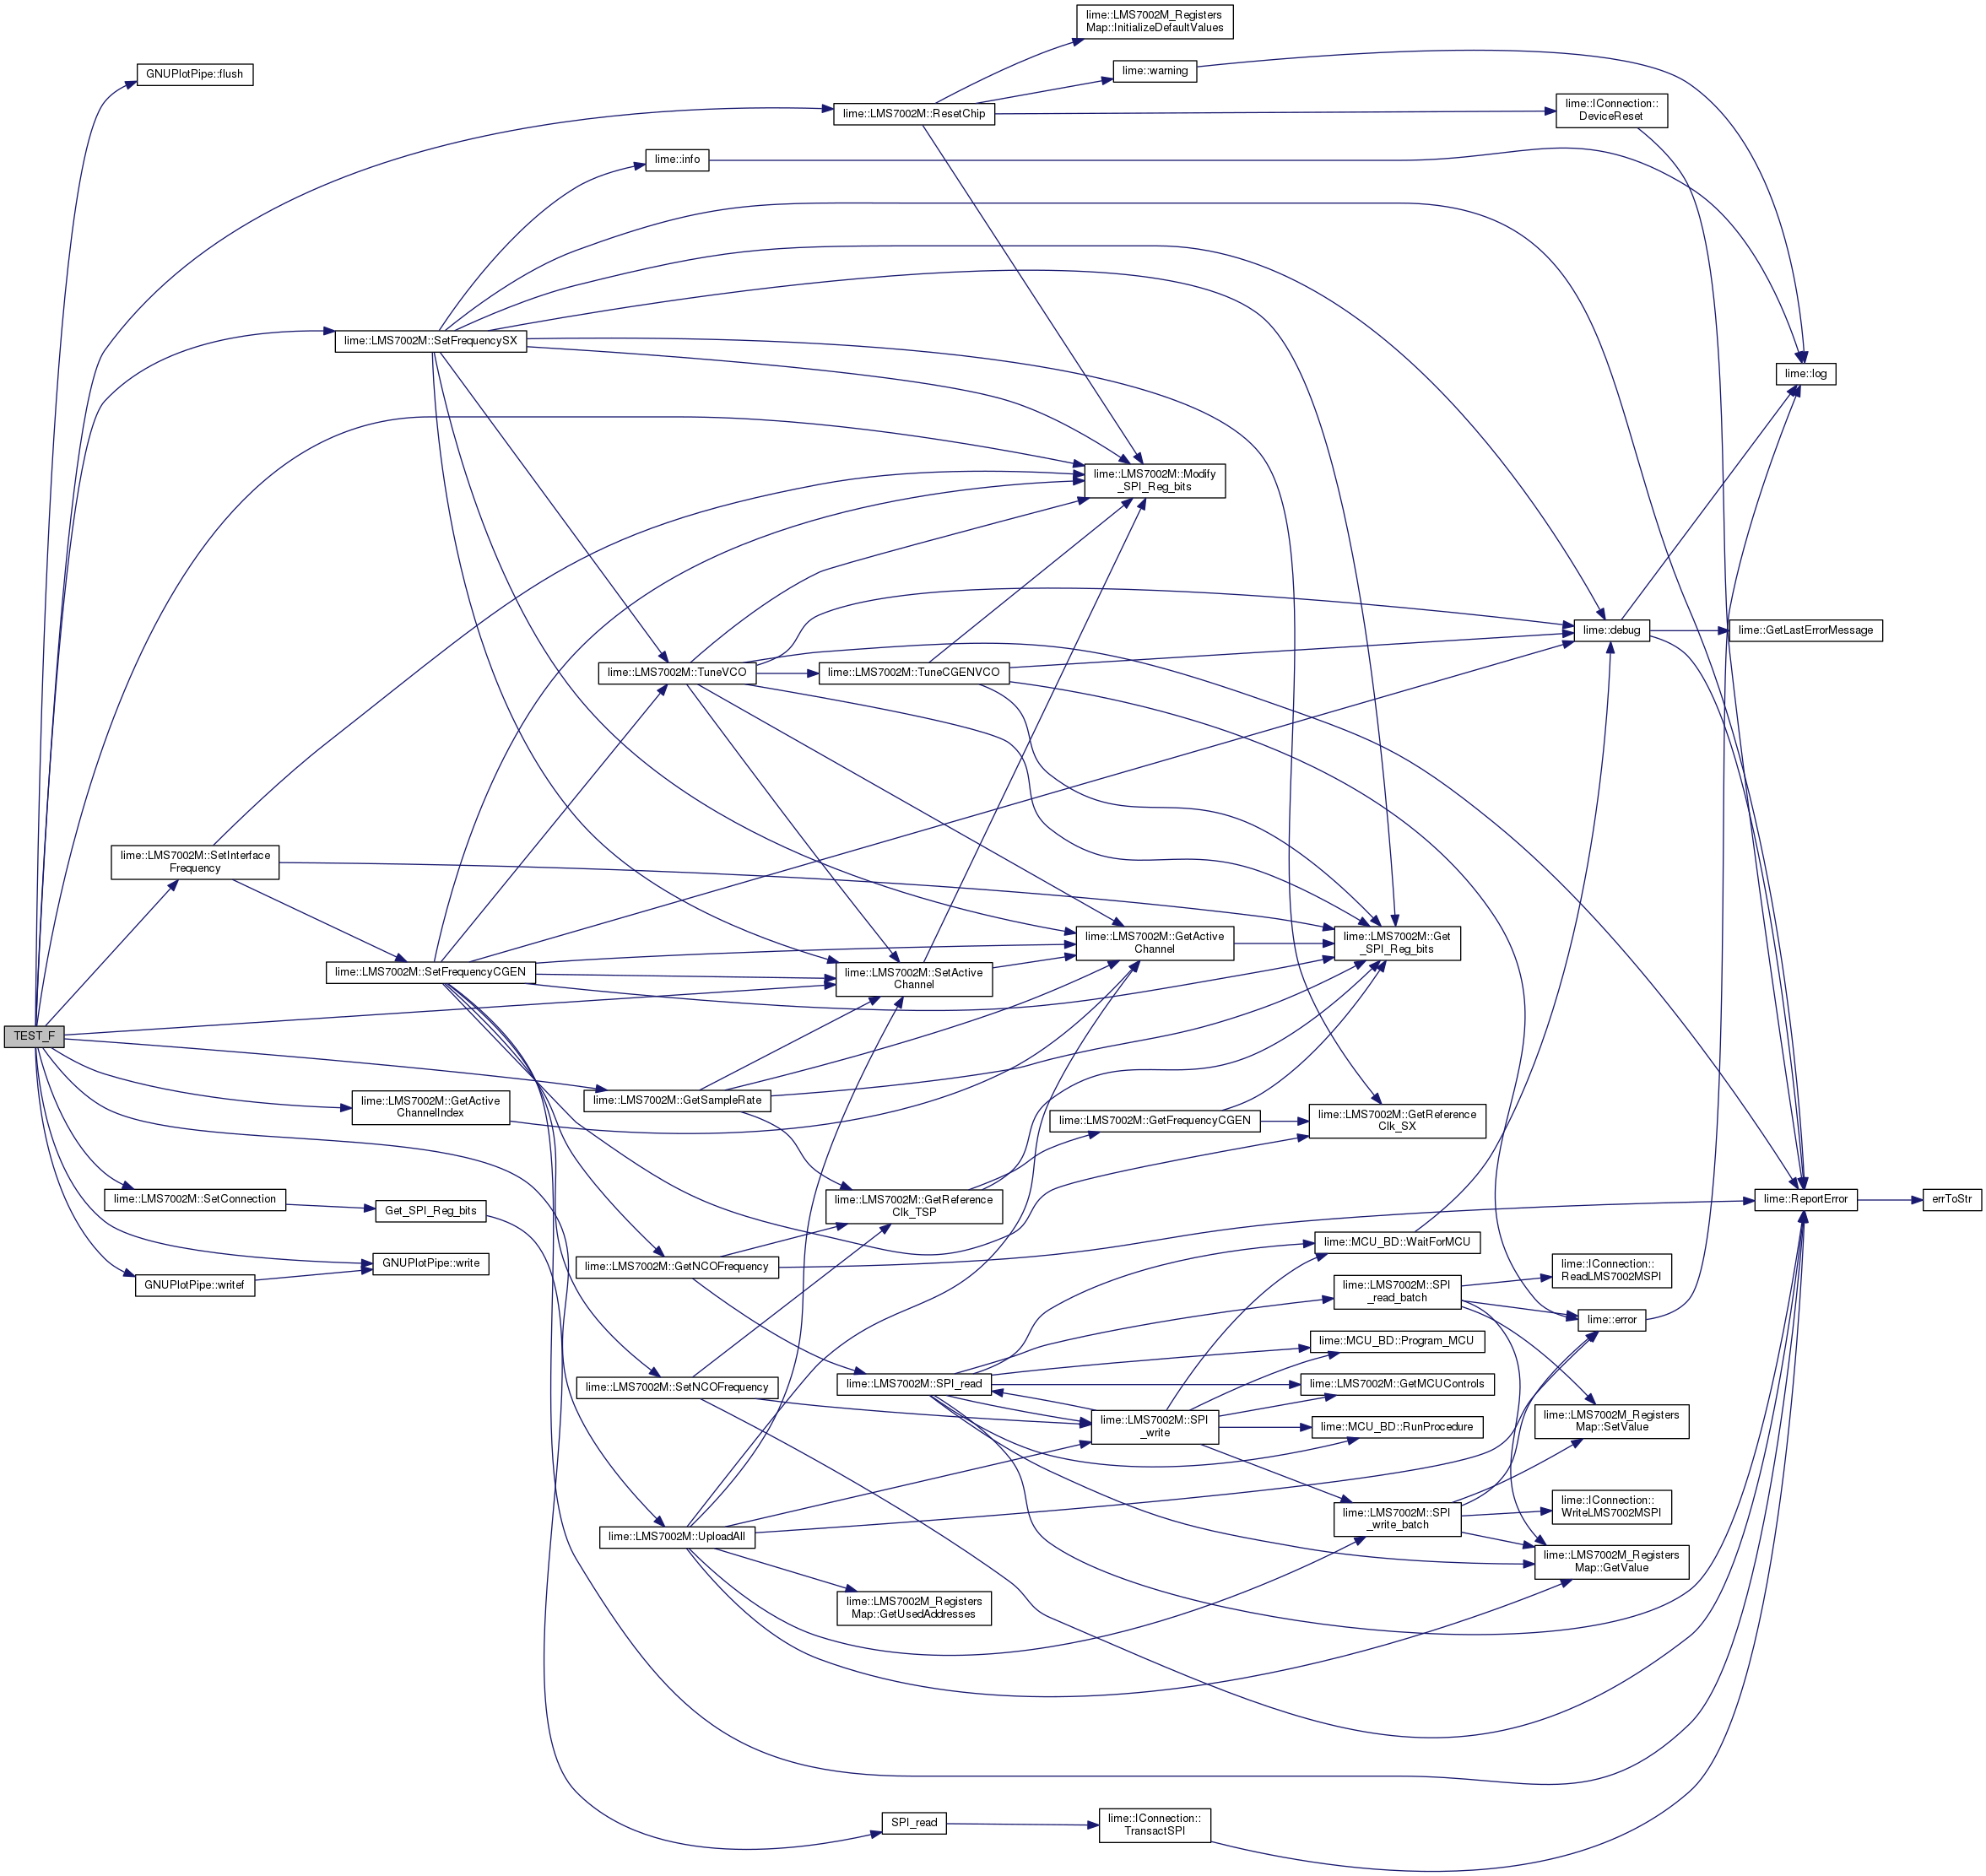 lime::LMS7002M_Registers
Map::InitializeDefaultValues
GNUPlotPipe::flush
lime::warning
lime::LMS7002M::ResetChip
lime::IConnection::
DeviceReset
lime::info
lime::LMS7002M::SetFrequencySX
lime::log
lime::LMS7002M::Modify
_SPI_Reg_bits
lime::debug
lime::GetLastErrorMessage
lime::LMS7002M::TuneVCO
lime::LMS7002M::TuneCGENVCO
lime::LMS7002M::SetInterface
Frequency
lime::LMS7002M::GetActive
Channel
lime::LMS7002M::Get
_SPI_Reg_bits
lime::LMS7002M::SetFrequencyCGEN
lime::LMS7002M::SetActive
Channel
TEST_F
lime::LMS7002M::GetActive
ChannelIndex
lime::LMS7002M::GetSampleRate
lime::LMS7002M::GetFrequencyCGEN
lime::LMS7002M::GetReference
Clk_SX
lime::LMS7002M::SetConnection
Get_SPI_Reg_bits
lime::LMS7002M::GetReference
Clk_TSP
lime::ReportError
errToStr
GNUPlotPipe::writef
GNUPlotPipe::write
lime::LMS7002M::GetNCOFrequency
lime::MCU_BD::WaitForMCU
lime::IConnection::
ReadLMS7002MSPI
lime::LMS7002M::SPI
_read_batch
lime::error
lime::MCU_BD::Program_MCU
lime::LMS7002M::SetNCOFrequency
lime::LMS7002M::SPI_read
lime::LMS7002M::GetMCUControls
lime::LMS7002M::SPI
_write
lime::MCU_BD::RunProcedure
lime::LMS7002M_Registers
Map::SetValue
lime::LMS7002M::UploadAll
lime::LMS7002M::SPI
_write_batch
lime::IConnection::
WriteLMS7002MSPI
lime::LMS7002M_Registers
Map::GetValue
lime::LMS7002M_Registers
Map::GetUsedAddresses
SPI_read
lime::IConnection::
TransactSPI